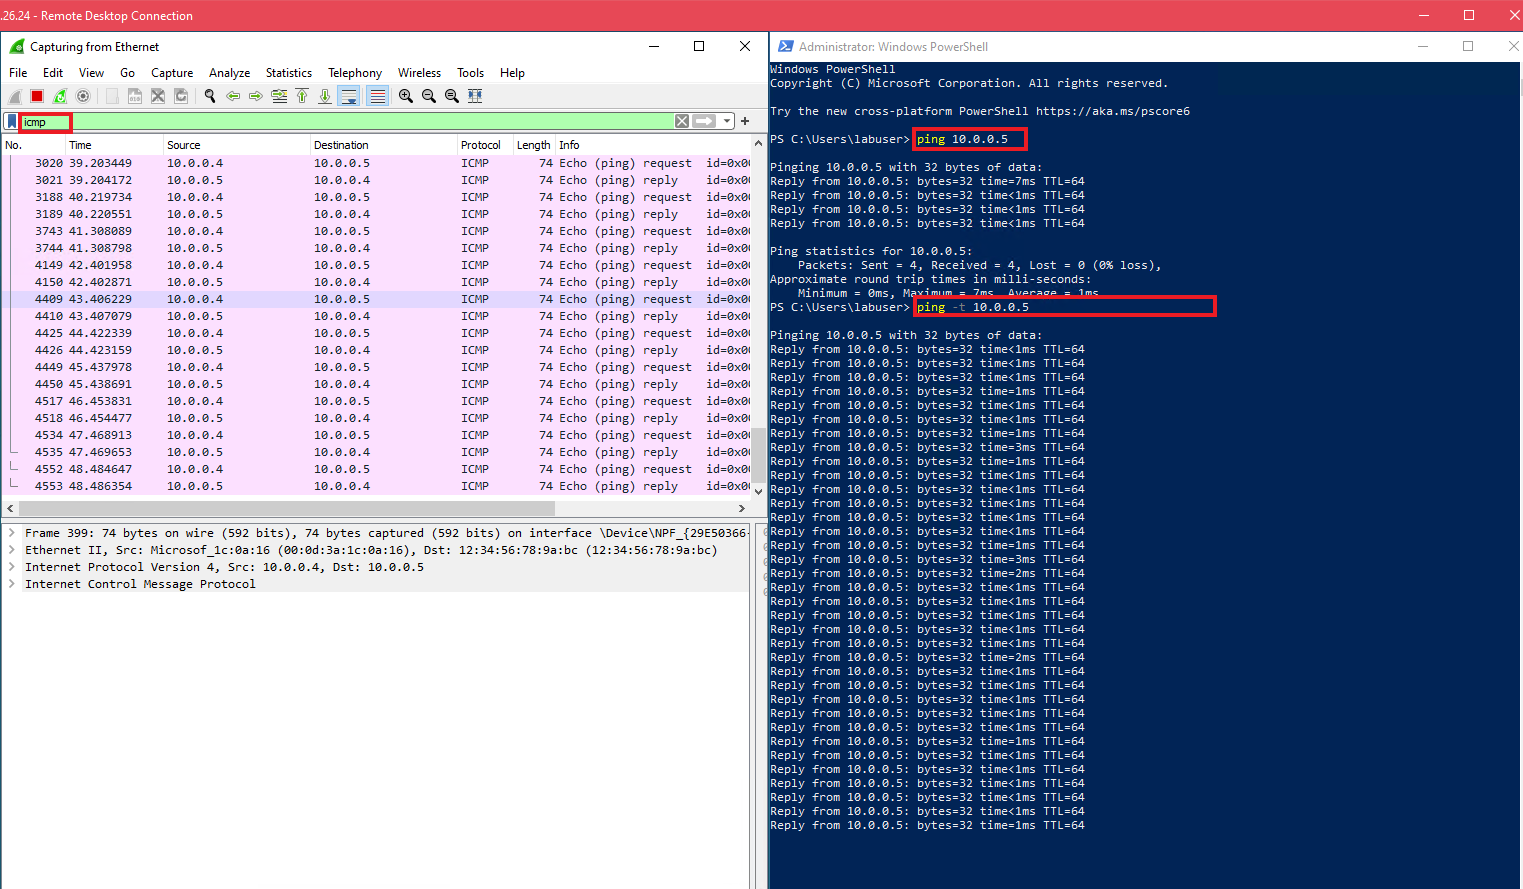 .26.24 - Remote Desktop Connection
Capturing from Ethernet
File Edit View Go Capture Analyze Statistics Telephony Wireless Tools Help
icmp
No. Time Source Destination Protocol Length Info
3020 39.203449 10.0.0.4 10.0.0.5 ICMP 74 Echo (ping) request id=0x0
3021 39.204172 10.0.0.5 10.0.0.4 ICMP 74 Echo (ping) reply id=0x0
3188 40.219734 10.0.0.4 10.0.0.5 ICMP 74 Echo (ping) request id=0x0
3189 40.220551 10.0.0.5 10.0.0.4 ICMP 74 Echo (ping) reply id=0x0
3743 41.308089 10.0.0.4 10.0.0.5 ICMP 74 Echo (ping) request id=0x0
3744 41.308798 10.0.0.5 10.0.0.4 ICMP 74 Echo (ping) reply id=0x0
4149 42.401958 10.0.0.4 10.0.0.5 ICMP 74 Echo (ping) request id=0x0
4150 42.402871 10.0.0.5 10.0.0.4 ICMP 74 Echo (ping) reply id=0x0
4409 43.406229 10.0.0.4 10.0.0.5 ICMP 74 Echo (ping) request id=0x0
4410 43.407079 10.0.0.5 10.0.0.4 ICMP 74 Echo (ping) reply id=0x0
4425 44.422339 10.0.0.4 10.0.0.5 ICMP 74 Echo (ping) request id=0x0
4426 44.423159 10.0.0.5 10.0.0.4 ICMP 74 Echo (ping) reply id=0x0
4449 45.437978 10.0.0.4 10.0.0.5 ICMP 74 Echo (ping) request id=0x0
4450 45.438691 10.0.0.5 10.0.0.4 ICMP 74 Echo (ping) reply id=0x0
4517 46.453831 10.0.0.4 10.0.0.5 ICMP 74 Echo (ping) request id=0x0
4518 46.454477 10.0.0.5 10.0.0.4 ICMP 74 Echo (ping) reply id=0x0
4534 47.468913 10.0.0.4 10.0.0.5 ICMP 74 Echo (ping) request id=0x0
4535 47.469653 10.0.0.5 10.0.0.4 ICMP 74 Echo (ping) reply id=0x0
4552 48.484647 10.0.0.4 10.0.0.5 ICMP 74 Echo (ping) request id=0x0
4553 48.486354 10.0.0.5 10.0.0.4 ICMP 74 Echo (ping) reply id=0x0
Frame 399: 74 bytes on wire (592 bits), 74 bytes captured (592 bits) on interface \Device\NPF_{29E50366-
Ethernet II, Src: Microsof_1c:0a:16 (00:0d:3a:1c:0a:16), Dst: 12:34:56:78:9a:bc (12:34:56:78:9a:bc)
Internet Protocol Version 4, Src: 10.0.0.4, Dst: 10.0.0.5
Internet Control Message Protocol
Administrator: Windows PowerShell
Windows PowerShell
Copyright (C) Microsoft Corporation. All rights reserved.
Try the new cross-platform PowerShell https://aka.ms/pscore6
PS C:\Users\labuser> ping 10.0.0.5
Pinging 10.0.0.5 with 32 bytes of data:
Reply from 10.0.0.5: bytes=32 time=7ms TTL=64
Reply from 10.0.0.5: bytes=32 time<1ms TTL=64
Reply from 10.0.0.5: bytes=32 time<1ms TTL=64
Reply from 10.0.0.5: bytes=32 time<1ms TTL=64
Ping statistics for 10.0.0.5:
Packets: Sent = 4, Received = 4, Lost = 0 (0% loss),
Approximate round trip times in milli-seconds:
Minimum = 0ms, Maximum = 7ms, Average = 1ms
PS C:\Users\labuser> ping -t 10.0.0.5
Pinging 10.0.0.5 with 32 bytes of data:
Reply from 10.0.0.5: bytes=32 time<1ms TTL=64
Reply from 10.0.0.5: bytes=32 time<1ms TTL=64
Reply from 10.0.0.5: bytes=32 time<1ms TTL=64
Reply from 10.0.0.5: bytes=32 time=1ms TTL=64
Reply from 10.0.0.5: bytes=32 time<1ms TTL=64
Reply from 10.0.0.5: bytes=32 time<1ms TTL=64
Reply from 10.0.0.5: bytes=32 time=1ms TTL=64
Reply from 10.0.0.5: bytes=32 time=3ms TTL=64
Reply from 10.0.0.5: bytes=32 time=1ms TTL=64
Reply from 10.0.0.5: bytes=32 time<1ms TTL=64
Reply from 10.0.0.5: bytes=32 time<1ms TTL=64
Reply from 10.0.0.5: bytes=32 time<1ms TTL=64
Reply from 10.0.0.5: bytes=32 time<1ms TTL=64
Reply from 10.0.0.5: bytes=32 time<1ms TTL=64
Reply from 10.0.0.5: bytes=32 time=1ms TTL=64
Reply from 10.0.0.5: bytes=32 time=3ms TTL=64
Reply from 10.0.0.5: bytes=32 time=2ms TTL=64
Reply from 10.0.0.5: bytes=32 time<1ms TTL=64
Reply from 10.0.0.5: bytes=32 time<1ms TTL=64
Reply from 10.0.0.5: bytes=32 time<1ms TTL=64
Reply from 10.0.0.5: bytes=32 time<1ms TTL=64
Reply from 10.0.0.5: bytes=32 time<1ms TTL=64
Reply from 10.0.0.5: bytes=32 time=2ms TTL=64
Reply from 10.0.0.5: bytes=32 time<1ms TTL=64
Reply from 10.0.0.5: bytes=32 time<1ms TTL=64
Reply from 10.0.0.5: bytes=32 time<1ms TTL=64
Reply from 10.0.0.5: bytes=32 time<1ms TTL=64
Reply from 10.0.0.5: bytes=32 time<1ms TTL=64
Reply from 10.0.0.5: bytes=32 time=1ms TTL=64
Reply from 10.0.0.5: bytes=32 time<1ms TTL=64
Reply from 10.0.0.5: bytes=32 time<1ms TTL=64
Reply from 10.0.0.5: bytes=32 time<1ms TTL=64
Reply from 10.0.0.5: bytes=32 time<1ms TTL=64
Reply from 10.0.0.5: bytes=32 time<1ms TTL=64
Reply from 10.0.0.5: bytes=32 time=1ms TTL=64